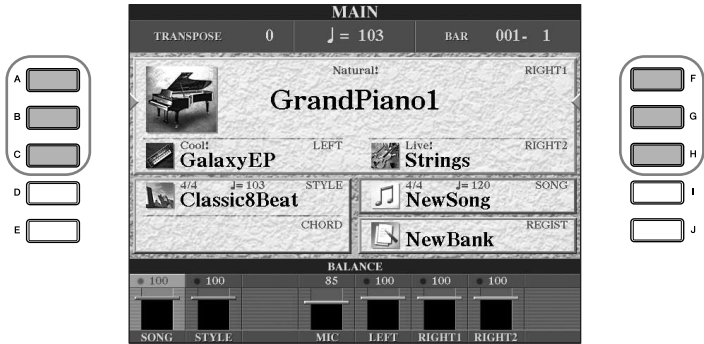 MAIN
TRANSPOSE 0 ♩= 103 BAR 001- 1
Natural! RIGHT1
GrandPiano1
Cool! LEFT
GalaxyEP
Live! RIGHT2
Strings
4/4 ♩= 103 STYLE
Classic8Beat
4/4 ♩= 120 SONG
NewSong
CHORD
REGIST
NewBank
BALANCE
100 100 85 100 100 100
SONG STYLE MIC LEFT RIGHT1 RIGHT2
A
B
C
D
E
F
G
H
I
J